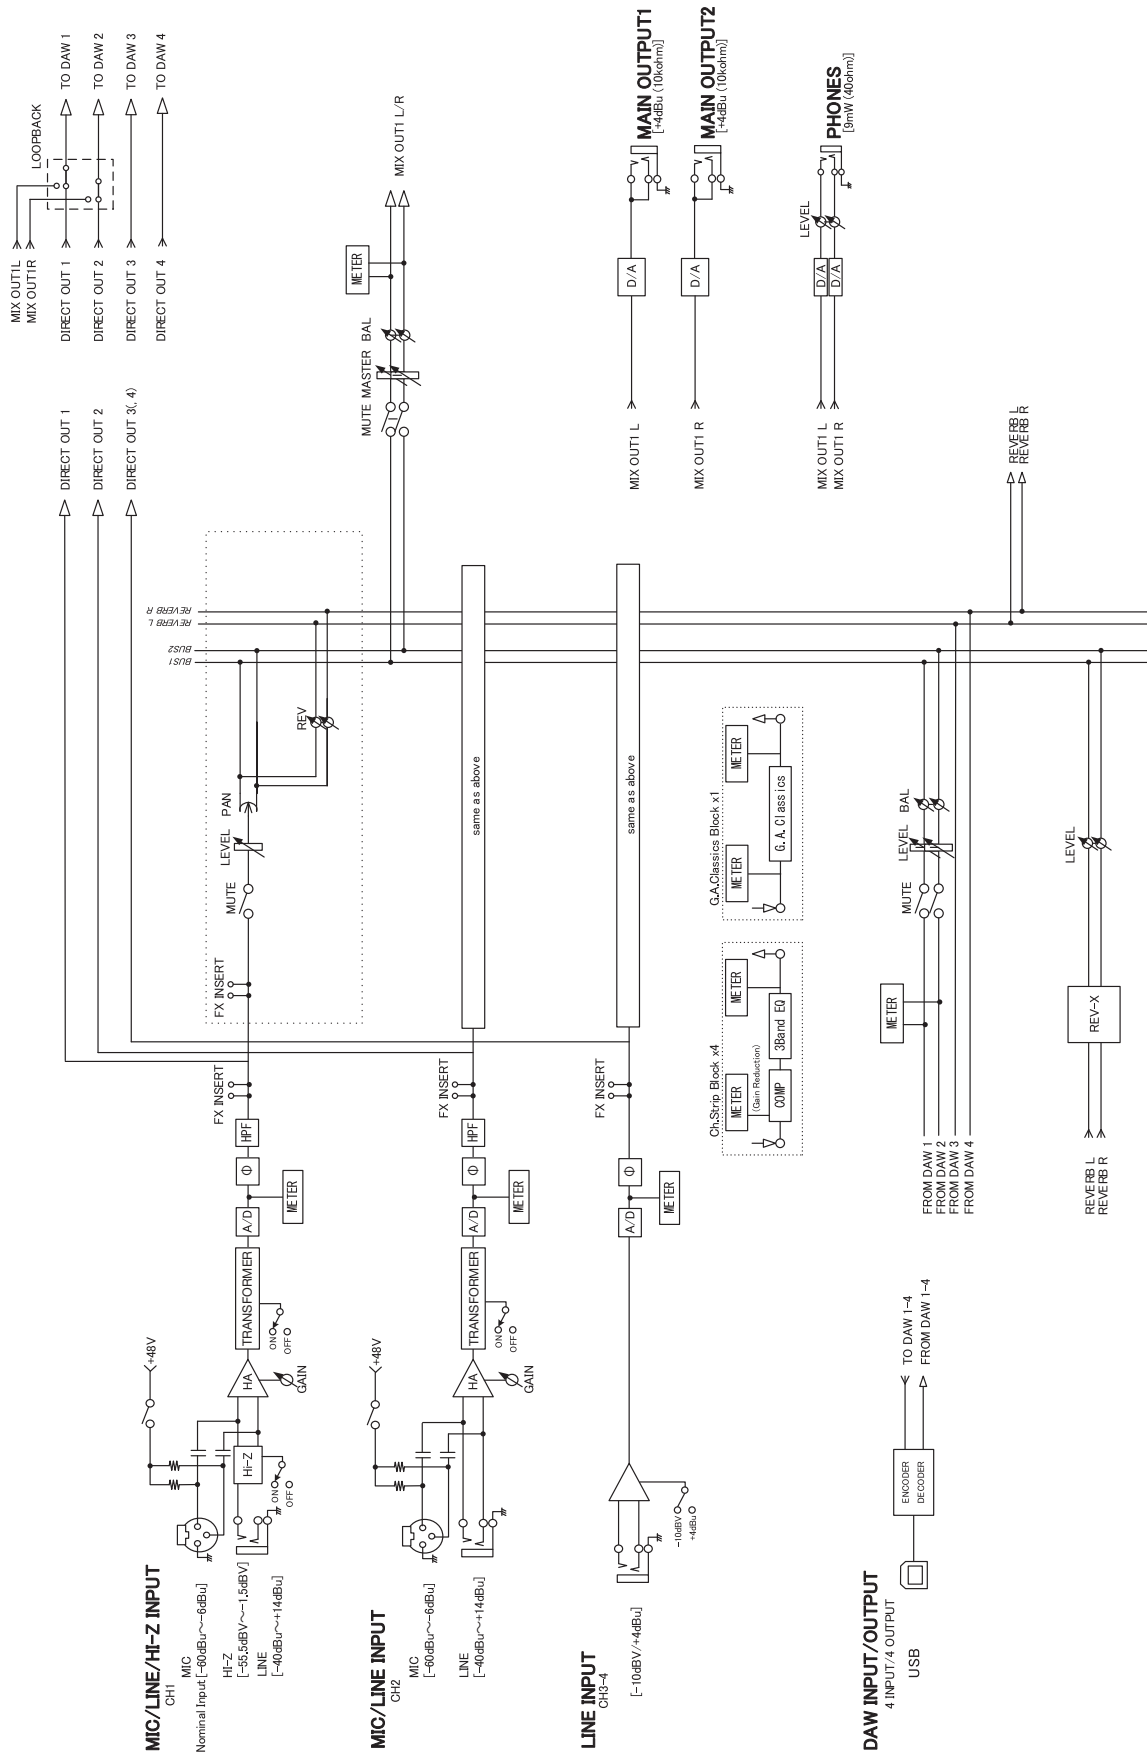 MIC/LINE/HI-Z INPUT
CH1
MIC
Nominal Input [-60dBu～-6dBu]
HI-Z
[-55.5dBV～-1.5dBV]
LINE
[-40dBu～+14dBu]
+48V
Hi-Z
ON
OFF
HA
GAIN
TRANSFORMER
ON
OFF
A/D
METER
Φ
HPF
FX INSERT
FX INSERT
MUTE
LEVEL
PAN
REV
BUS1
BUS2
REVERB L
REVERB R
DIRECT OUT 1
DIRECT OUT 2
DIRECT OUT 3(, 4)
MIX OUT1L
MIX OUT1R
DIRECT OUT 1
DIRECT OUT 2
DIRECT OUT 3
DIRECT OUT 4
LOOPBACK
TO DAW 1
TO DAW 2
TO DAW 3
TO DAW 4
MUTE MASTER BAL
METER
MIX OUT1 L/R
MIC/LINE INPUT
CH2
MIC
[-60dBu～-6dBu]
LINE
[-40dBu～+14dBu]
+48V
HA
GAIN
TRANSFORMER
ON
OFF
A/D
METER
Φ
HPF
FX INSERT
same as above
LINE INPUT
CH3-4
[-10dBV/+4dBu]
-10dBV
+4dBu
A/D
METER
Φ
FX INSERT
same as above
MIX OUT1 L
D/A
MAIN OUTPUT1
[+4dBu (10kohm)]
MIX OUT1 R
D/A
MAIN OUTPUT2
[+4dBu (10kohm)]
MIX OUT1 L
MIX OUT1 R
D/A
D/A
LEVEL
PHONES
[9mW (40ohm)]
Ch.Strip Block x4
METER
(Gain Reduction)
COMP
3Band EQ
METER
G.A.Classics Block x1
METER
G.A.Classics
METER
DAW INPUT/OUTPUT
4 INPUT/4 OUTPUT
USB
ENCODER
DECODER
TO DAW 1-4
FROM DAW 1-4
FROM DAW 1
FROM DAW 2
FROM DAW 3
FROM DAW 4
METER
MUTE
LEVEL
BAL
REVERB L
REVERB R
REV-X
LEVEL
REVERB L
REVERB R